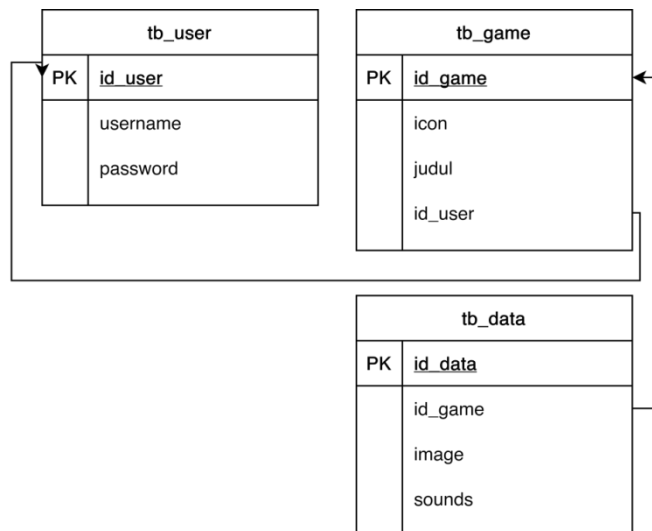 tb_user
PK id_user
username
password
tb_game
PK id_game
icon
judul
id_user
tb_data
PK id_data
id_game
image
sounds